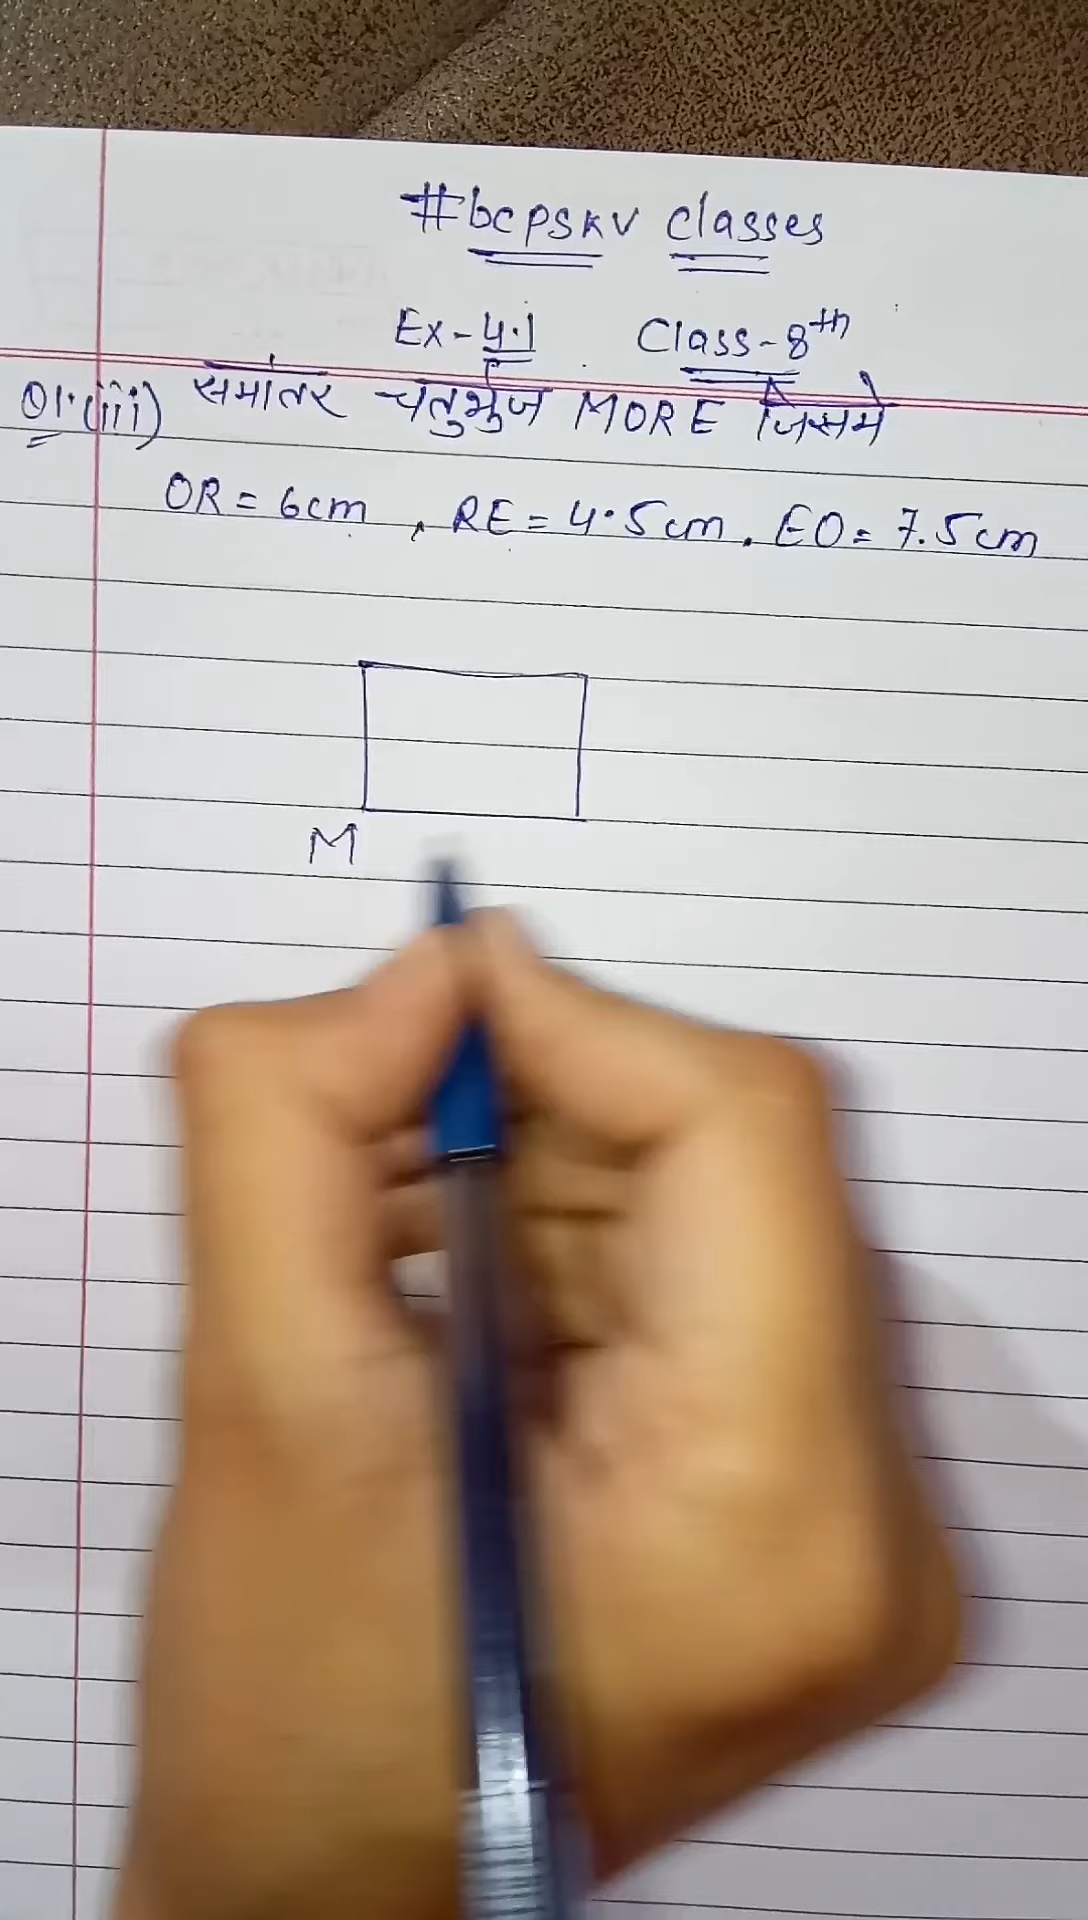 #bcpskv classes
Ex-4.1 Class-8th
Q1.(iii) समांतर चतुर्भुज MORE जिसमें
OR = 6cm, RE = 4.5cm, EO = 7.5cm
M